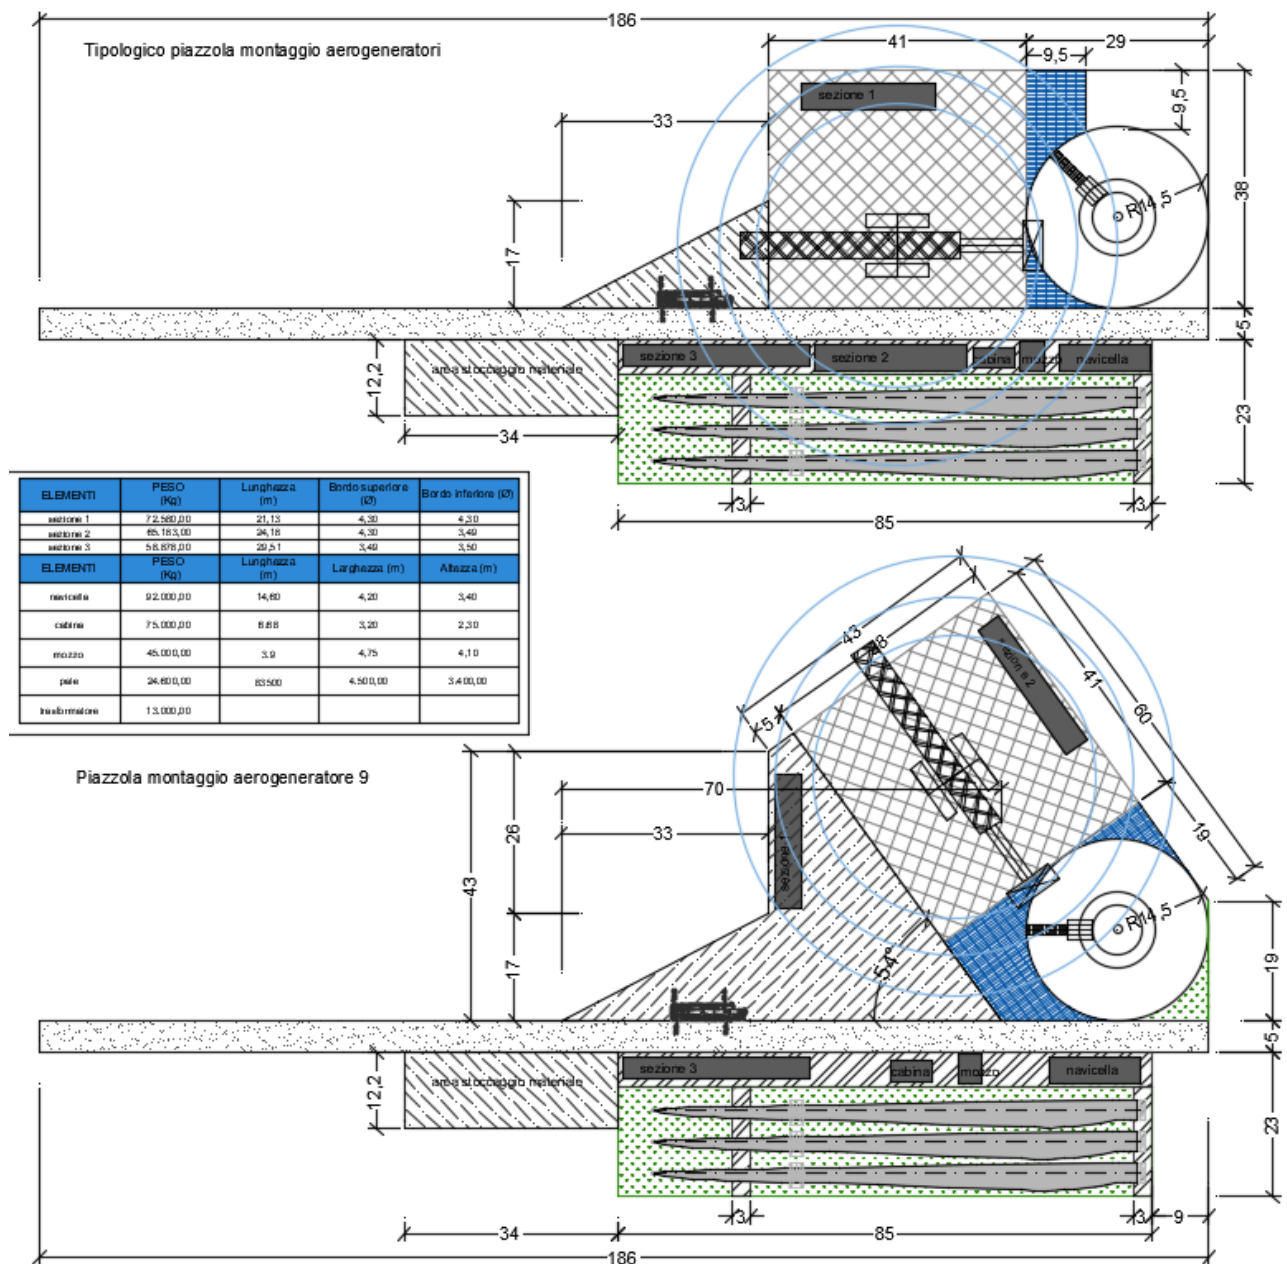 186
Tipologico piazzola montaggio aerogeneratori
41
29
9,5
sezione 1
9,5
33
38
R14,5
17
5
sezione 3
sezione 2
cabina
mozzo
navicella
area stoccaggio materiale
12,2
23
34
3
3
85
ELEMENTI PESO (Kg) Lunghezza (m) Bordo superiore (Ø) Bordo inferiore (Ø)
sezione 1 72.580,00 21,13 4,30 4,30
sezione 2 65.183,00 24,18 4,30 3,49
sezione 3 58.878,00 29,51 3,49 3,50
ELEMENTI PESO (Kg) Lunghezza (m) Larghezza (m) Altezza (m)
navicella 92.000,00 14,60 4,20 3,40
cabina 75.000,00 6.68 3,20 2,30
mozzo 45.000,00 3.9 4,75 4,10
pale 24.600,00 63500 4.500,00 3.400,00
trasformatore 13.000,00
Piazzola montaggio aerogeneratore 9
43
8
5
sezione 2
41
60
70
26
33
sezione 1
43
19
R14,5
17
54°
19
5
sezione 3
cabina
mozzo
navicella
area stoccaggio materiale
12,2
23
3
3
9
34
85
186